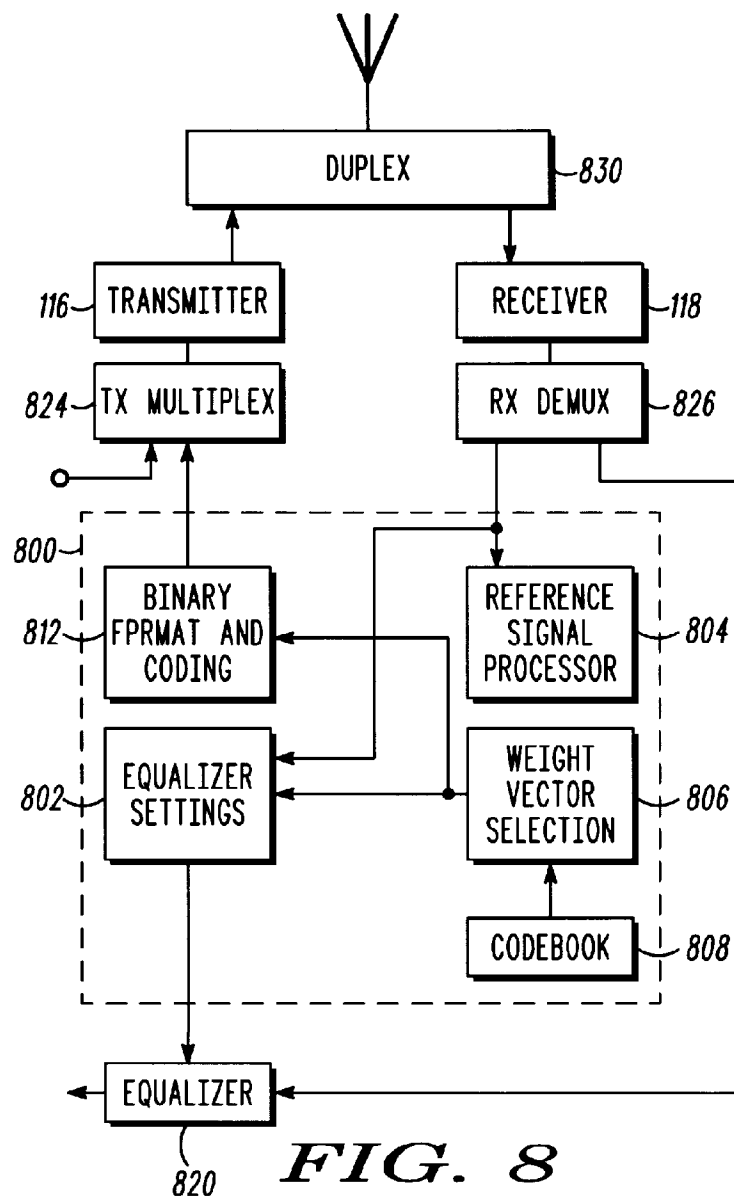 DUPLEX
830
116
TRANSMITTER
RECEIVER
118
824
TX MULTIPLEX
RX DEMUX
826
800
812
BINARY
FPRMAT AND
CODING
REFERENCE
SIGNAL
PROCESSOR
804
802
EQUALIZER
SETTINGS
WEIGHT
VECTOR
SELECTION
806
CODEBOOK
808
EQUALIZER
820
FIG. 8